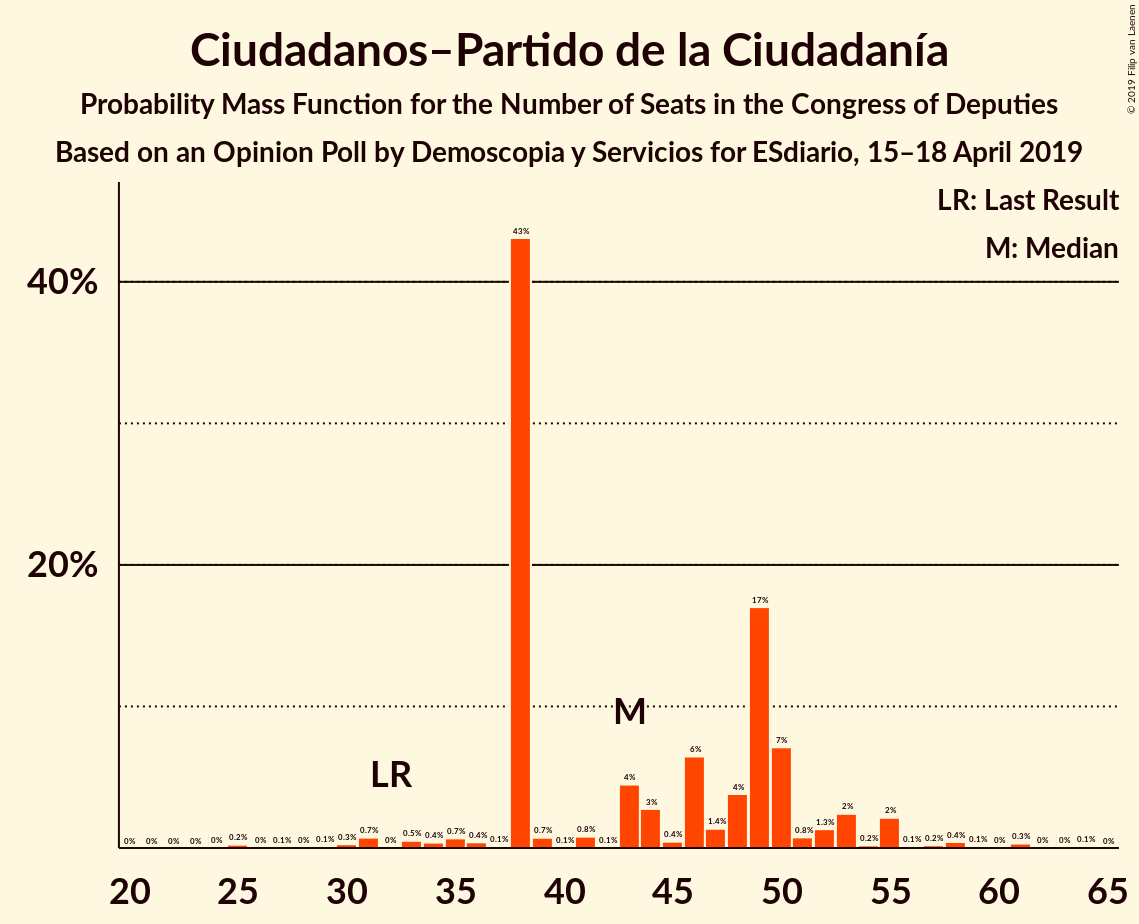 Ciudadanos–Partido de la Ciudadanía
Probability Mass Function for the Number of Seats in the Congress of Deputies
Based on an Opinion Poll by Demoscopia y Servicios for ESdiario, 15–18 April 2019
© 2019 Filip van Laenen
LR: Last Result
M: Median
43%
40%
20%
17%
M
7%
6%
LR
4%
3%
4%
2%
2%
0% 0% 0% 0% 0% 0.2% 0% 0.1% 0% 0.1% 0.3% 0.7% 0% 0.5% 0.4% 0.7% 0.4% 0.1% 0.7% 0.1% 0.8% 0.1% 0.4% 1.4% 0.8% 1.3% 0.2% 0.1% 0.2% 0.4% 0.1% 0% 0.3% 0% 0% 0.1% 0%
20 25 30 35 40 45 50 55 60 65